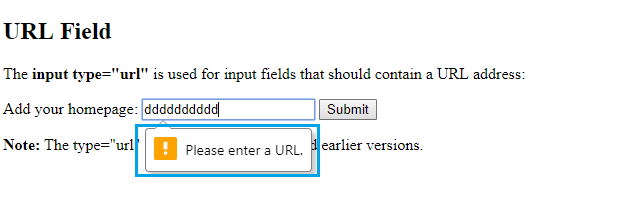 URL Field
The input type="url" is used for input fields that should contain a URL address:
Add your homepage: dddddddddd Submit
Note: The type="url" earlier versions.
! Please enter a URL.